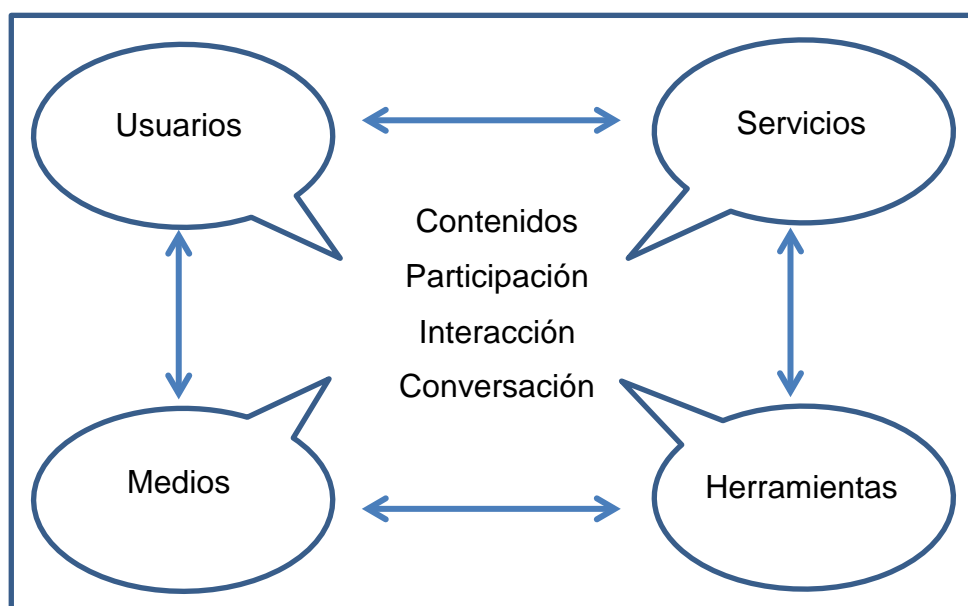 Usuarios
Servicios
Contenidos
Participación
Interacción
Conversación
Medios
Herramientas